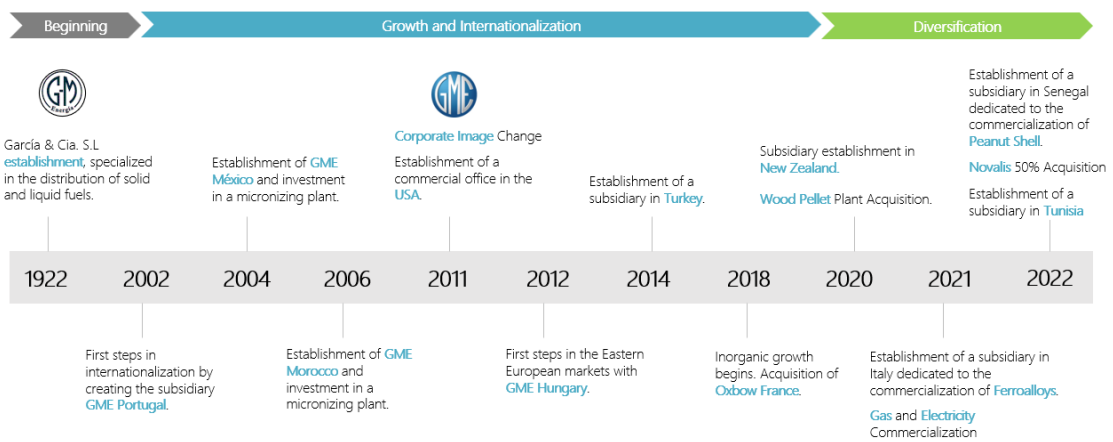 Beginning
Growth and Internationalization
Diversification
G-M
Energía
García & Cia. S.L
establishment, specialized
in the distribution of solid
and liquid fuels.
Establishment of GME
México and investment
in a micronizing plant.
GME
Corporate Image Change
Establishment of a
commercial office in the
USA.
Establishment of a
subsidiary in Turkey.
Subsidiary establishment in
New Zealand.
Wood Pellet Plant Acquisition.
Establishment of a
subsidiary in Senegal
dedicated to the
commercialization of
Peanut Shell.
Novalis 50% Acquisition
Establishment of a
subsidiary in Tunisia
1922 2002 2004 2006 2011 2012 2014 2018 2020 2021 2022
First steps in
internationalization by
creating the subsidiary
GME Portugal.
Establishment of GME
Morocco and
investment in a
micronizing plant.
First steps in the Eastern
European markets with
GME Hungary.
Inorganic growth
begins. Acquisition of
Oxbow France.
Establishment of a subsidiary in
Italy dedicated to the
commercialization of Ferroalloys.
Gas and Electricity
Commercialization